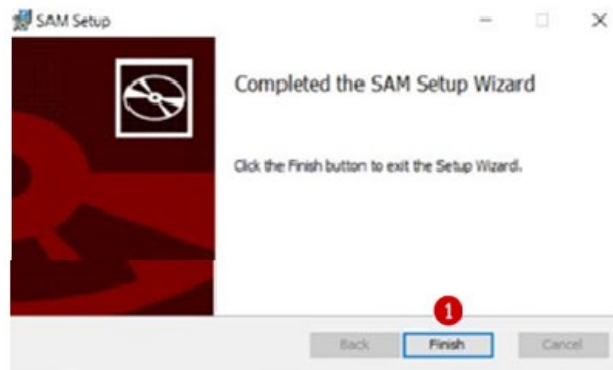 SAM Setup
Completed the SAM Setup Wizard
Click the Finish button to exit the Setup Wizard.
1
Back Finish Cancel